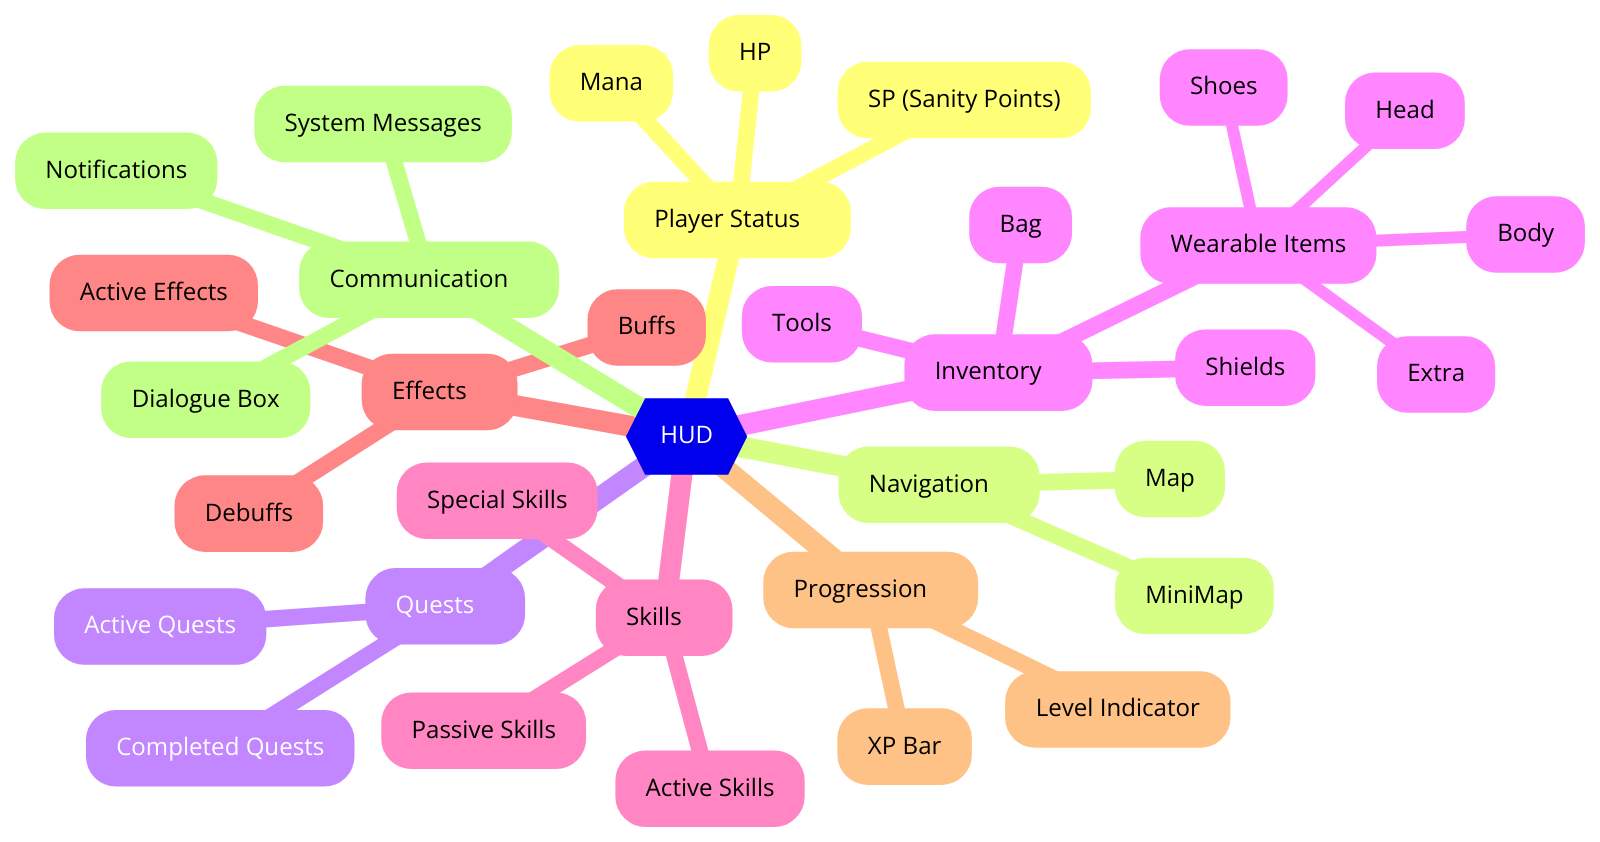 HP
Mana
SP (Sanity Points)
Shoes
Head
System Messages
Notifications
Player Status
Bag
Wearable Items
Body
Communication
Active Effects
Buffs
Tools
Inventory
Shields
Extra
Dialogue Box
Effects
HUD
Navigation
Map
Special Skills
Debuffs
MiniMap
Progression
Quests
Skills
Active Quests
Level Indicator
Passive Skills
Completed Quests
XP Bar
Active Skills